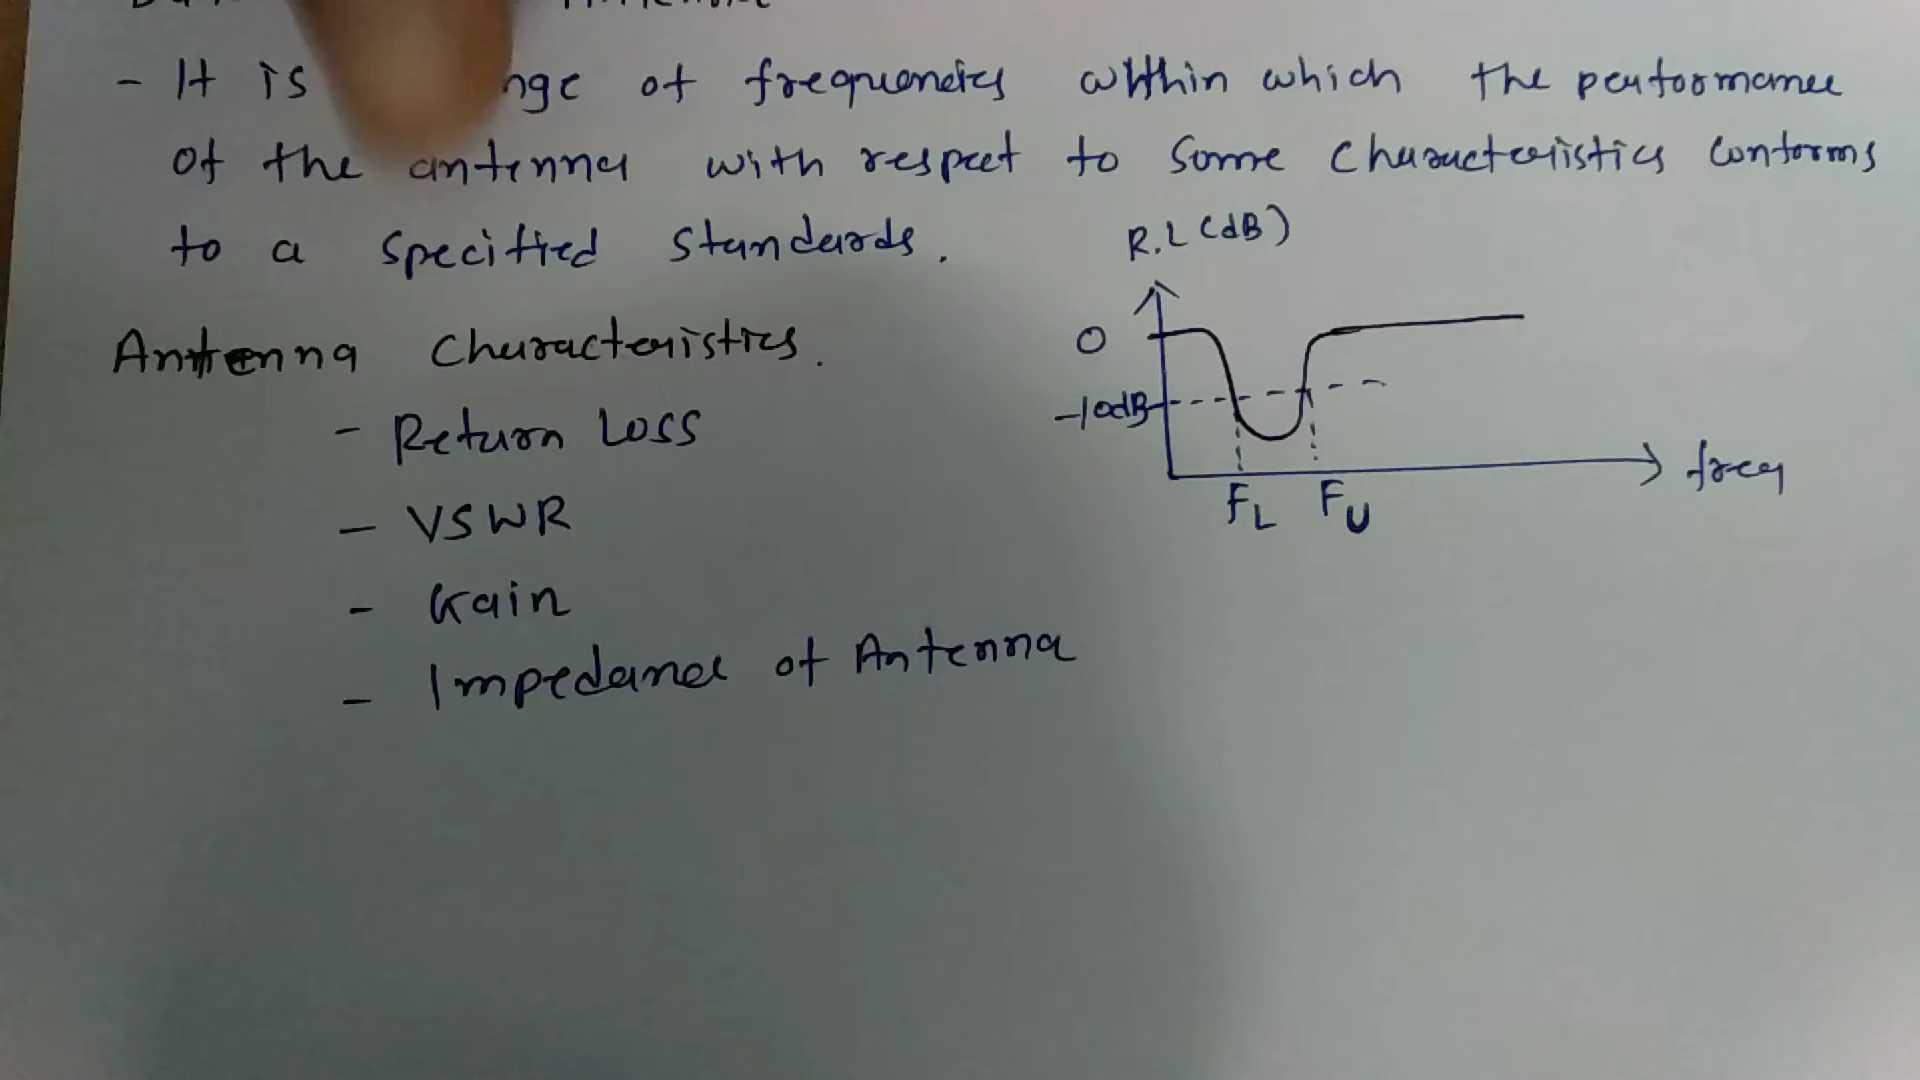 - It is nge of frequencies within which the performance
of the antenna with respect to some characteristics conforms
to a specified standards.
R.L (dB)
Antenna Characteristics.
0
-10dB
freq
FL FU
- Return Loss
- VSWR
- Gain
- Impedance of Antenna